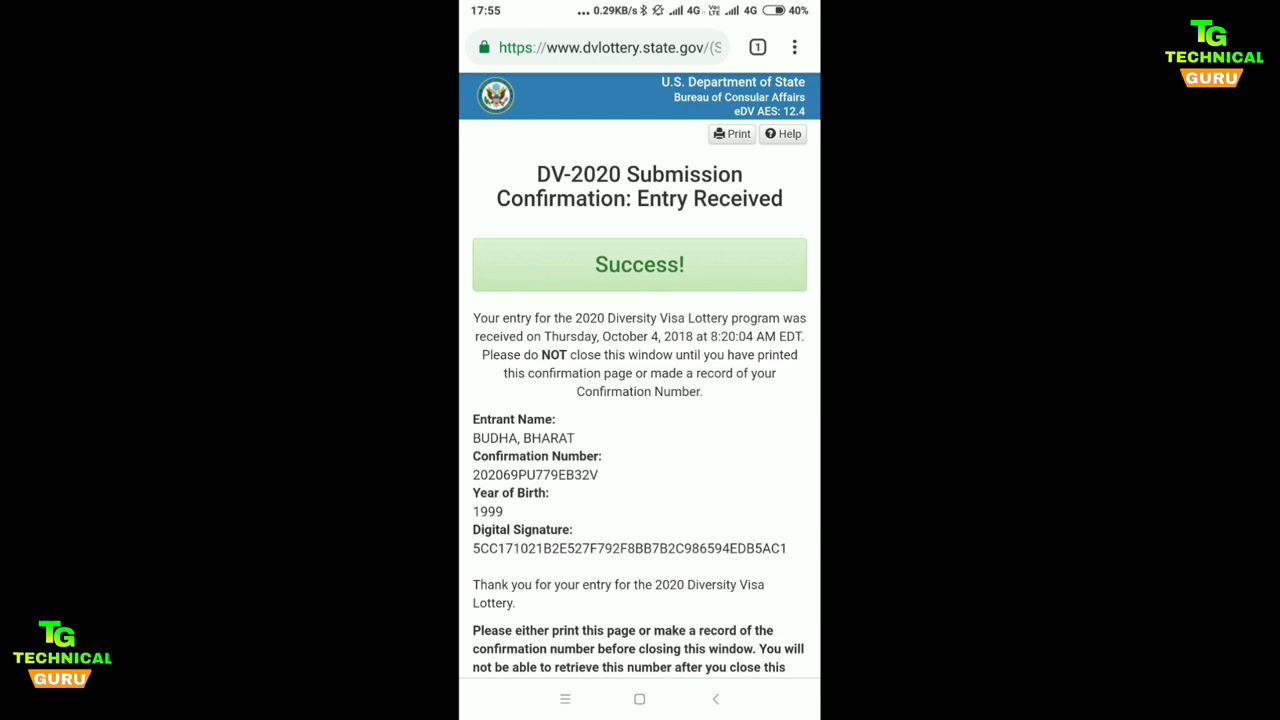 17:55
... 0.29KB/s 4G Vo LTE 4G 40%
https://www.dvlottery.state.gov/(S
1
TG
TECHNICAL
GURU
U.S. Department of State
Bureau of Consular Affairs
eDV AES: 12.4
Print Help
DV-2020 Submission
Confirmation: Entry Received
Success!
Your entry for the 2020 Diversity Visa Lottery program was
received on Thursday, October 4, 2018 at 8:20:04 AM EDT.
Please do NOT close this window until you have printed
this confirmation page or made a record of your
Confirmation Number.
Entrant Name:
BUDHA, BHARAT
Confirmation Number:
202069PU779EB32V
Year of Birth:
1999
Digital Signature:
5CC171021B2E527F792F8BB7B2C986594EDB5AC1
Thank you for your entry for the 2020 Diversity Visa
Lottery.
Please either print this page or make a record of the
confirmation number before closing this window. You will
not be able to retrieve this number after you close this
TG
TECHNICAL
GURU